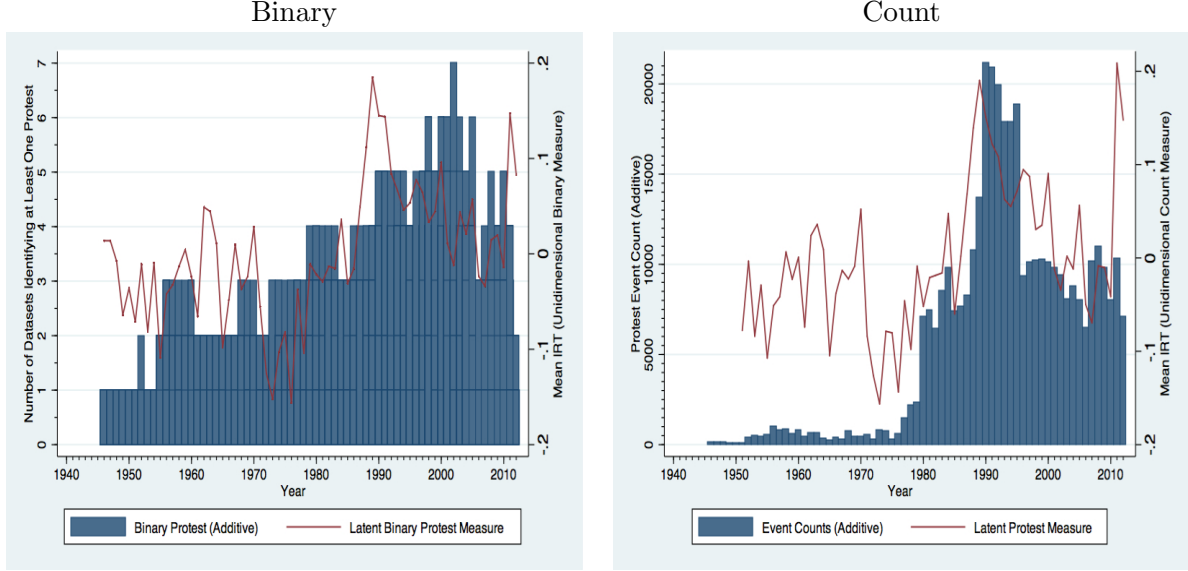 Binary
Number of Datasets Identifying at Least One Protest
0 1 2 3 4 5 6 7
Mean IRT (Unidimensional Binary Measure)
-.2 -.1 0 .1 .2
1940 1950 1960 1970 1980 1990 2000 2010
Year
Binary Protest (Additive) Latent Binary Protest Measure
Count
Protest Event Count (Additive)
0 5000 10000 15000 20000
Mean IRT (Unidimensional Count Measure)
-.2 -.1 0 .1 .2
1940 1950 1960 1970 1980 1990 2000 2010
Year
Event Counts (Additive) Latent Protest Measure